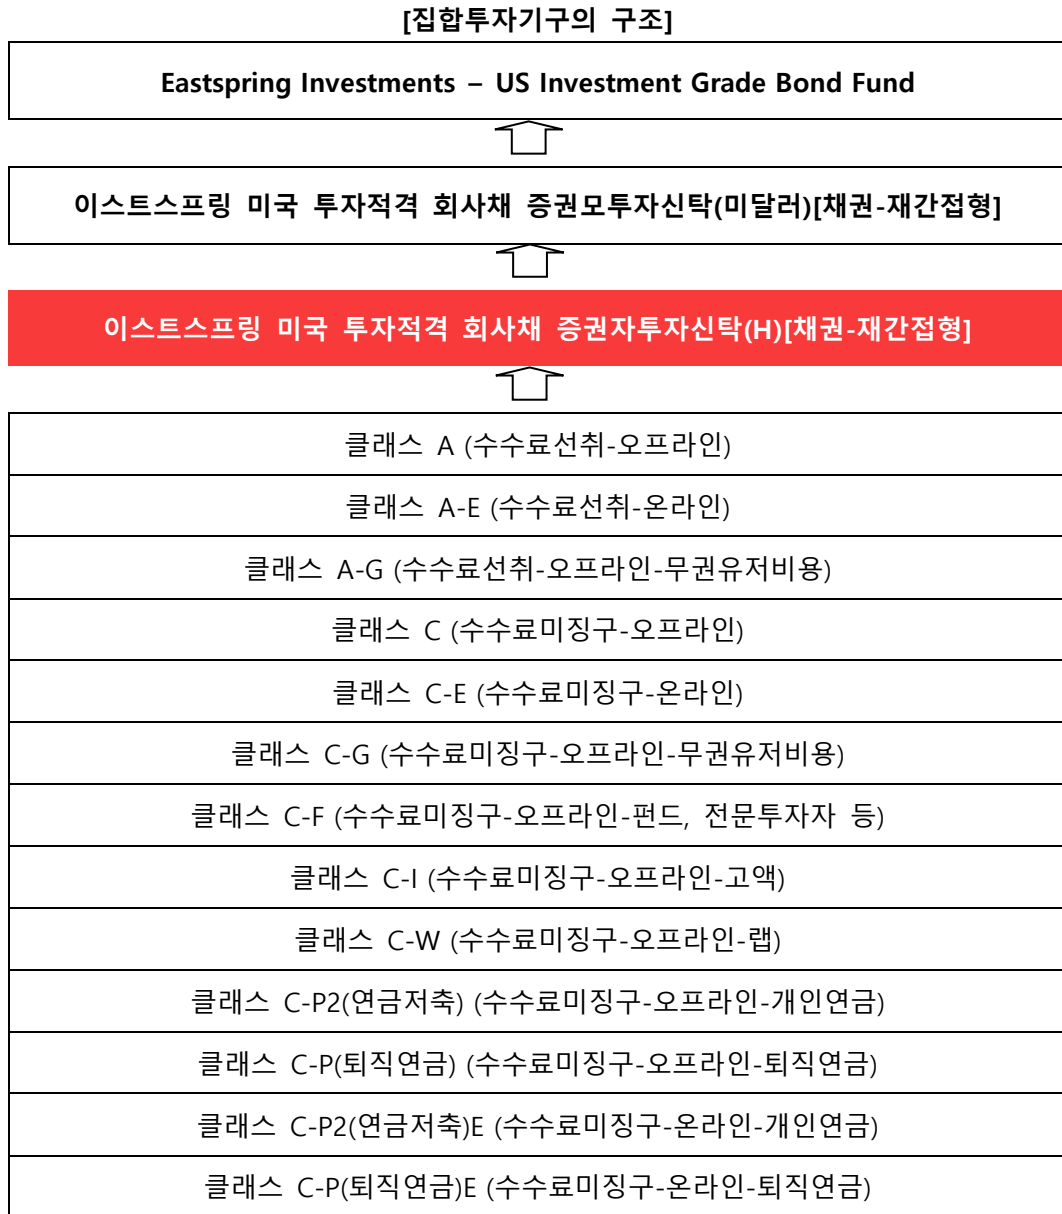 [집합투자기구의 구조]
Eastspring Investments – US Investment Grade Bond Fund
이스트스프링 미국 투자적격 회사채 증권모투자신탁(미달러)[채권-재간접형]
이스트스프링 미국 투자적격 회사채 증권자투자신탁(H)[채권-재간접형]
클래스 A (수수료선취-오프라인)
클래스 A-E (수수료선취-온라인)
클래스 A-G (수수료선취-오프라인-무권유저비용)
클래스 C (수수료미징구-오프라인)
클래스 C-E (수수료미징구-온라인)
클래스 C-G (수수료미징구-오프라인-무권유저비용)
클래스 C-F (수수료미징구-오프라인-펀드, 전문투자자 등)
클래스 C-I (수수료미징구-오프라인-고액)
클래스 C-W (수수료미징구-오프라인-랩)
클래스 C-P2(연금저축) (수수료미징구-오프라인-개인연금)
클래스 C-P(퇴직연금) (수수료미징구-오프라인-퇴직연금)
클래스 C-P2(연금저축)E (수수료미징구-온라인-개인연금)
클래스 C-P(퇴직연금)E (수수료미징구-온라인-퇴직연금)